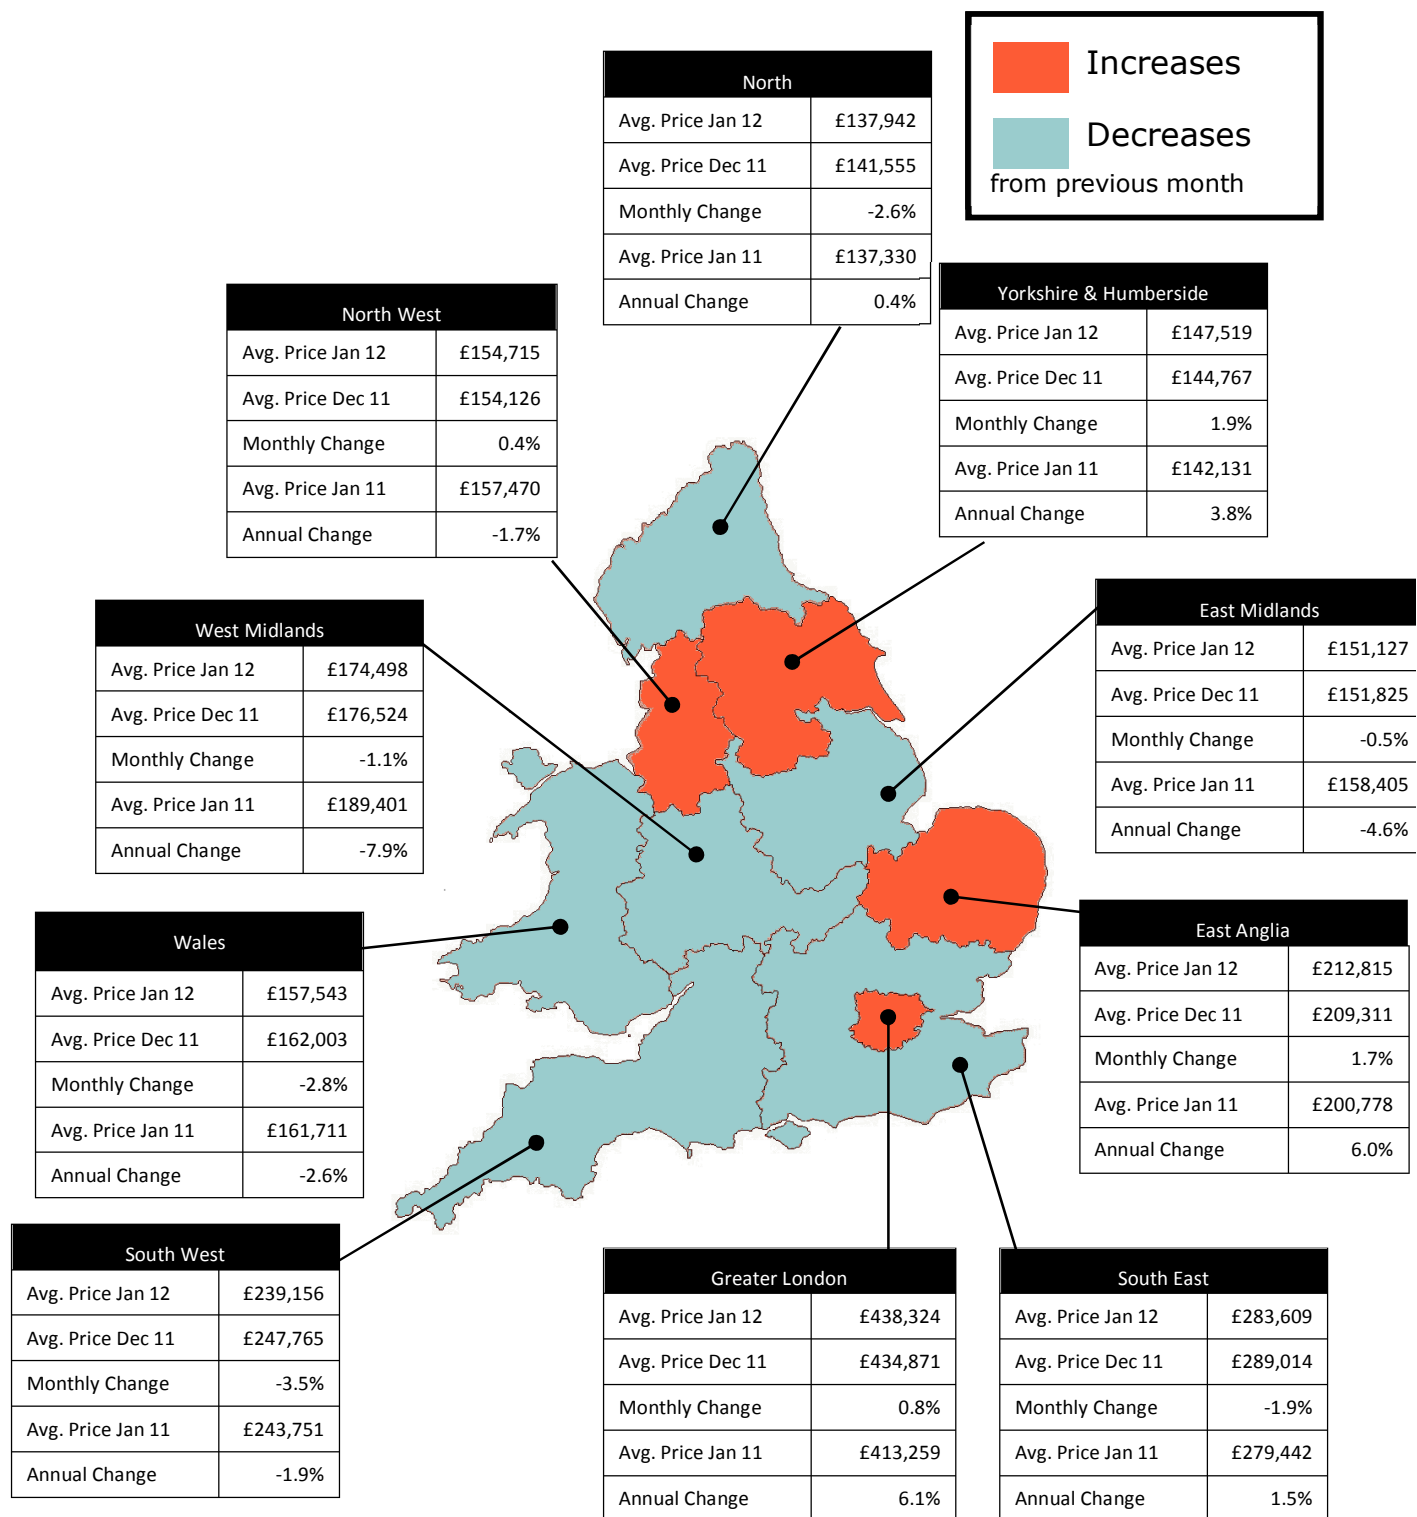 Increases
Decreases
from previous month
North
Avg. Price Jan 12 £137,942
Avg. Price Dec 11 £141,555
Monthly Change -2.6%
Avg. Price Jan 11 £137,330
Annual Change 0.4%
Yorkshire & Humberside
Avg. Price Jan 12 £147,519
Avg. Price Dec 11 £144,767
Monthly Change 1.9%
Avg. Price Jan 11 £142,131
Annual Change 3.8%
North West
Avg. Price Jan 12 £154,715
Avg. Price Dec 11 £154,126
Monthly Change 0.4%
Avg. Price Jan 11 £157,470
Annual Change -1.7%
East Midlands
Avg. Price Jan 12 £151,127
Avg. Price Dec 11 £151,825
Monthly Change -0.5%
Avg. Price Jan 11 £158,405
Annual Change -4.6%
West Midlands
Avg. Price Jan 12 £174,498
Avg. Price Dec 11 £176,524
Monthly Change -1.1%
Avg. Price Jan 11 £189,401
Annual Change -7.9%
East Anglia
Avg. Price Jan 12 £212,815
Avg. Price Dec 11 £209,311
Monthly Change 1.7%
Avg. Price Jan 11 £200,778
Annual Change 6.0%
Wales
Avg. Price Jan 12 £157,543
Avg. Price Dec 11 £162,003
Monthly Change -2.8%
Avg. Price Jan 11 £161,711
Annual Change -2.6%
South West
Avg. Price Jan 12 £239,156
Avg. Price Dec 11 £247,765
Monthly Change -3.5%
Avg. Price Jan 11 £243,751
Annual Change -1.9%
Greater London
Avg. Price Jan 12 £438,324
Avg. Price Dec 11 £434,871
Monthly Change 0.8%
Avg. Price Jan 11 £413,259
Annual Change 6.1%
South East
Avg. Price Jan 12 £283,609
Avg. Price Dec 11 £289,014
Monthly Change -1.9%
Avg. Price Jan 11 £279,442
Annual Change 1.5%